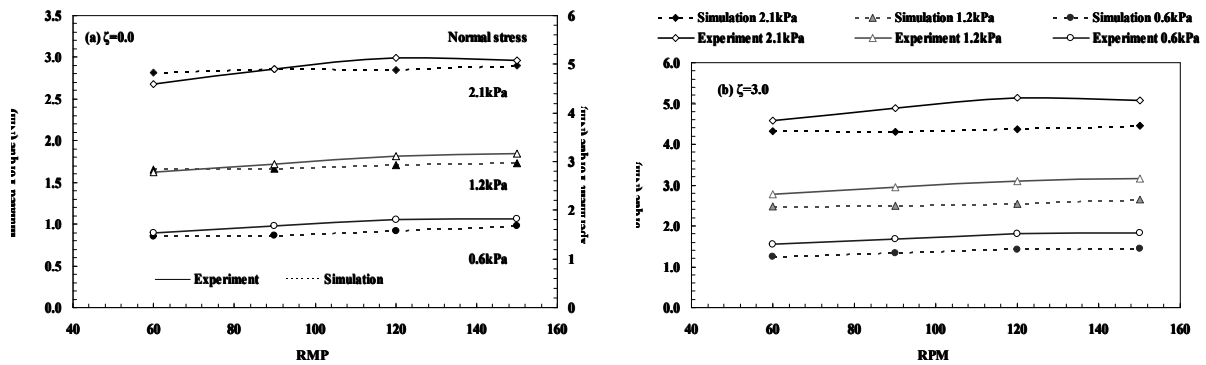 (a) ζ=0.0
Normal stress
2.1kPa
1.2kPa
0.6kPa
Experiment
Simulation
3.5
3.0
2.5
2.0
1.5
1.0
0.5
0.0
6
5
4
3
2
1
0
Torque (Nm)
Torque (Nm)
40 60 80 100 120 140 160
RMP
Simulation 2.1kPa Simulation 1.2kPa Simulation 0.6kPa
Experiment 2.1kPa Experiment 1.2kPa Experiment 0.6kPa
(b) ζ=3.0
6.0
5.0
4.0
3.0
2.0
1.0
0.0
40 60 80 100 120 140 160
RPM